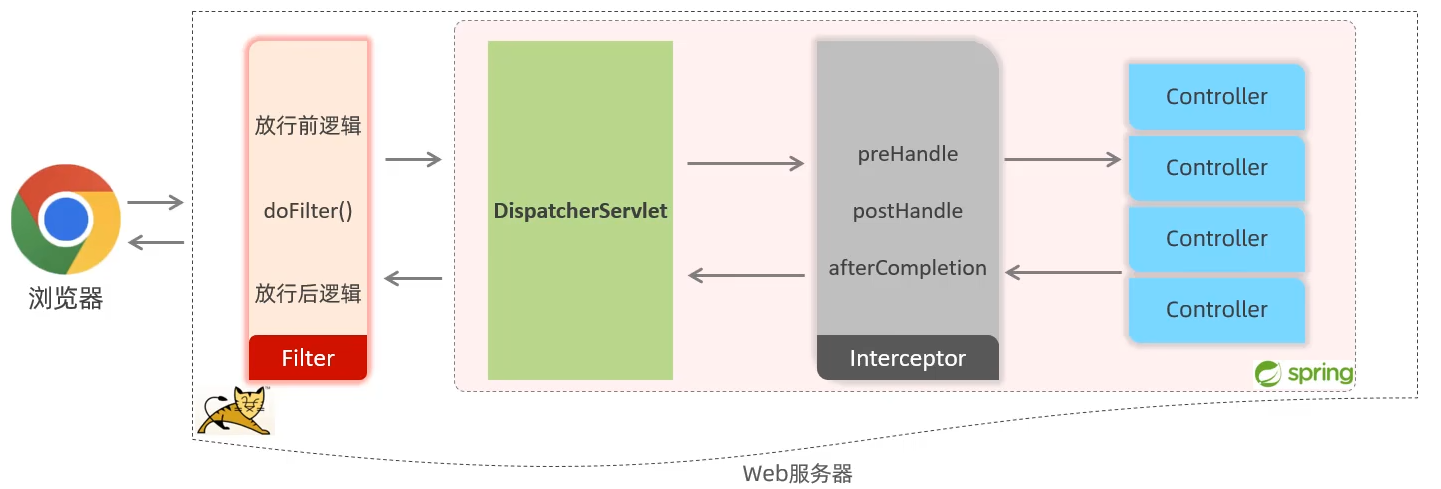 浏览器
放行前逻辑
doFilter()
放行后逻辑
Filter
DispatcherServlet
preHandle
postHandle
afterCompletion
Interceptor
Controller
Controller
Controller
Controller
spring
Web服务器